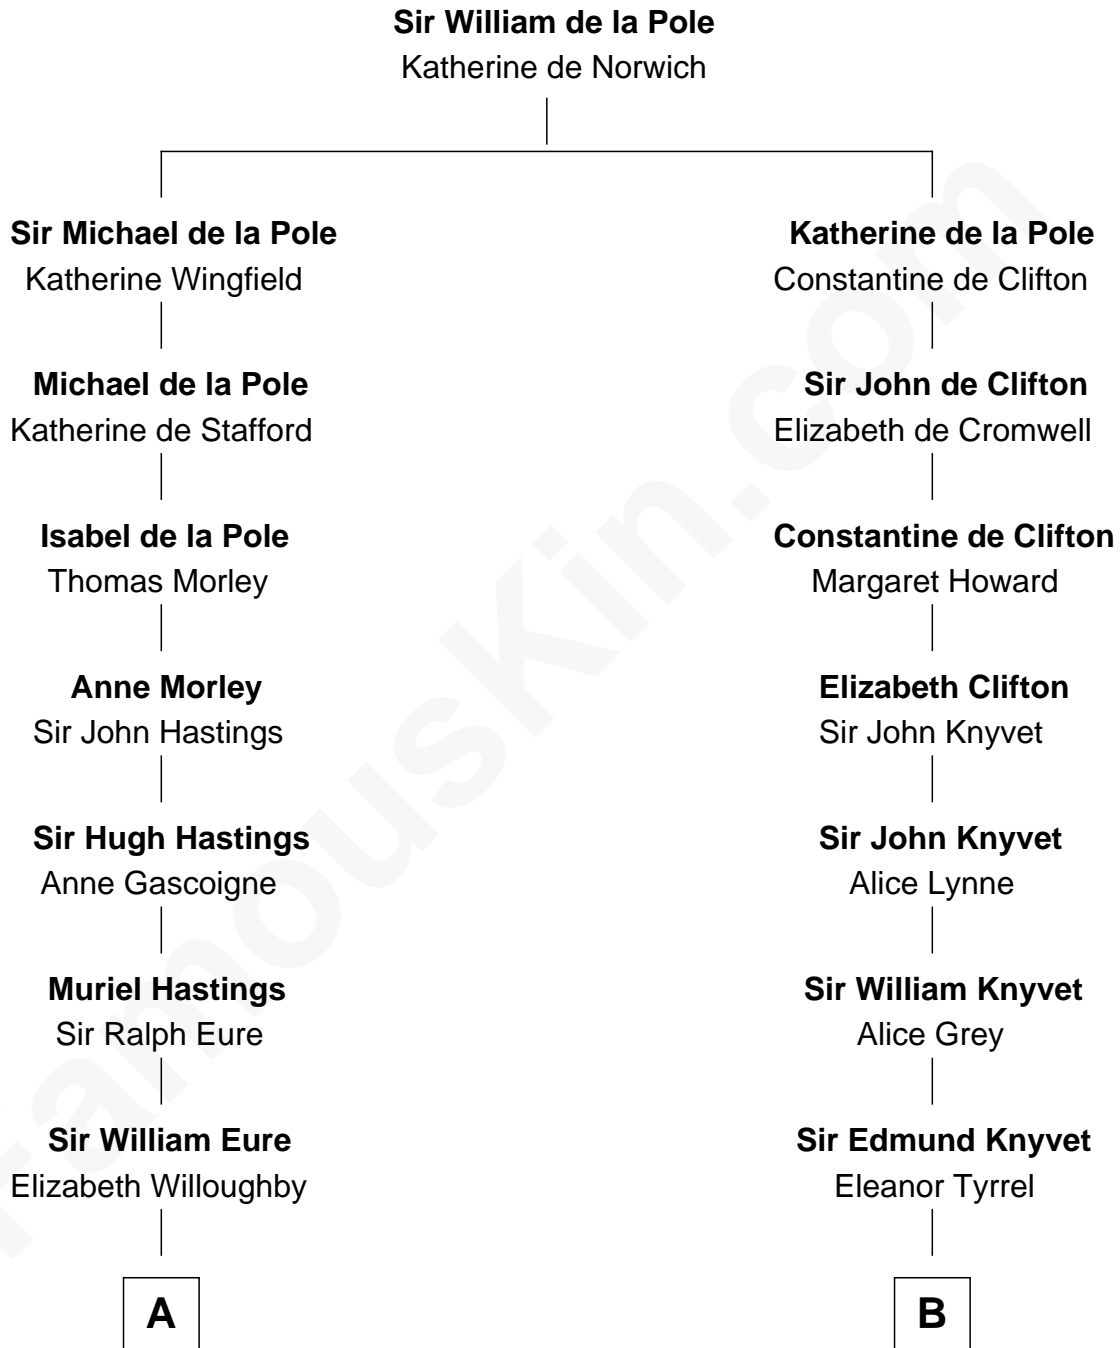 Sir William de la Pole
Katherine de Norwich
Sir Michael de la Pole
Katherine Wingfield
Katherine de la Pole
Constantine de Clifton
Michael de la Pole
Katherine de Stafford
Sir John de Clifton
Elizabeth de Cromwell
Isabel de la Pole
Thomas Morley
Constantine de Clifton
Margaret Howard
Anne Morley
Sir John Hastings
Elizabeth Clifton
Sir John Knyvet
Sir Hugh Hastings
Anne Gascoigne
Sir John Knyvet
Alice Lynne
Muriel Hastings
Sir Ralph Eure
Sir William Knyvet
Alice Grey
Sir William Eure
Elizabeth Willoughby
Sir Edmund Knyvet
Eleanor Tyrrel
A
B
FamousKin.com